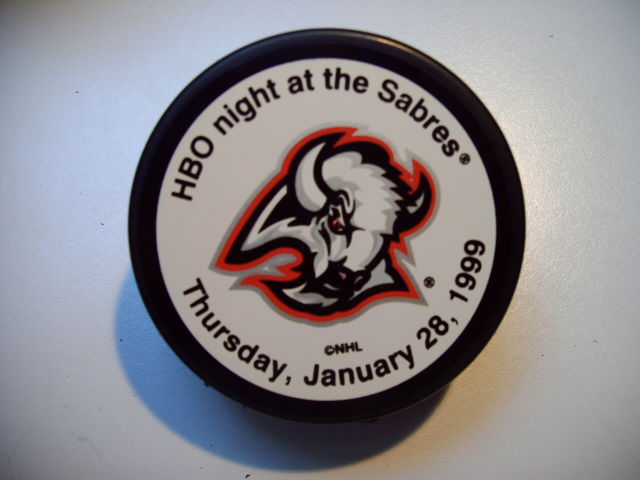 HBO night at the Sabres®
®
©NHL
Thursday, January 28, 1999